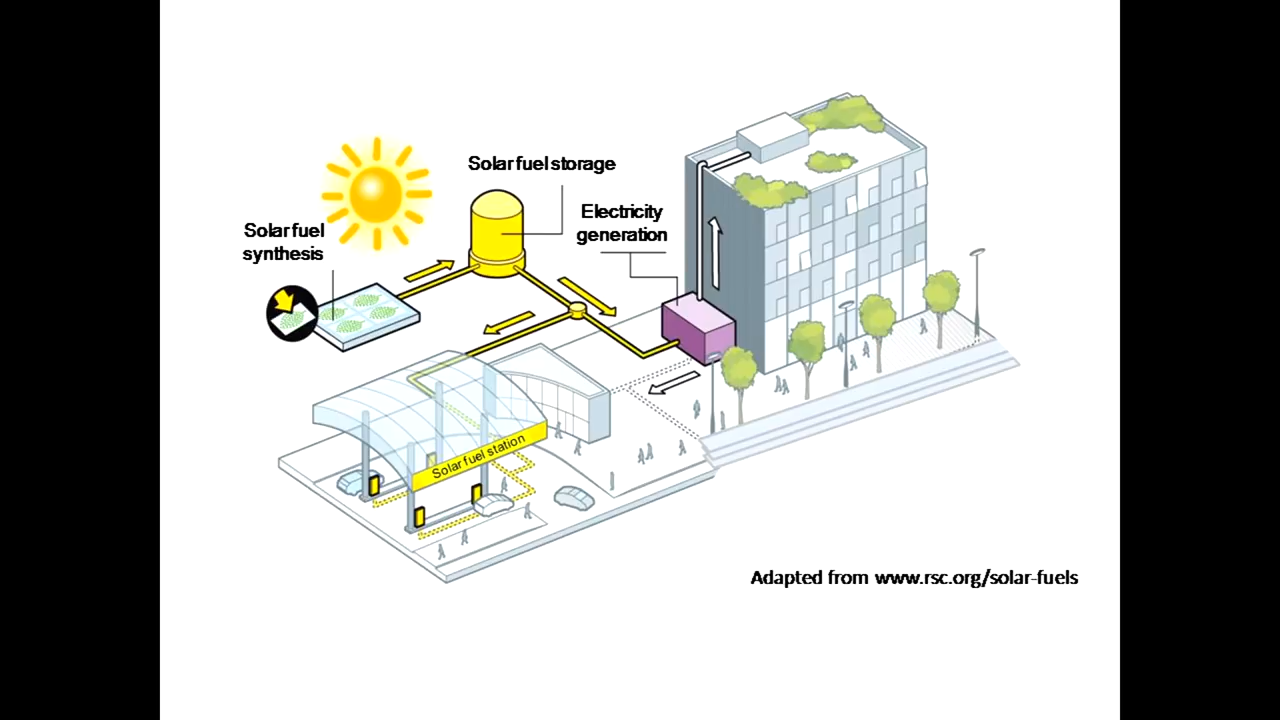 Solar fuel storage
Electricity
generation
Solar fuel
synthesis
Solar fuel station
Adapted from www.rsc.org/solar-fuels